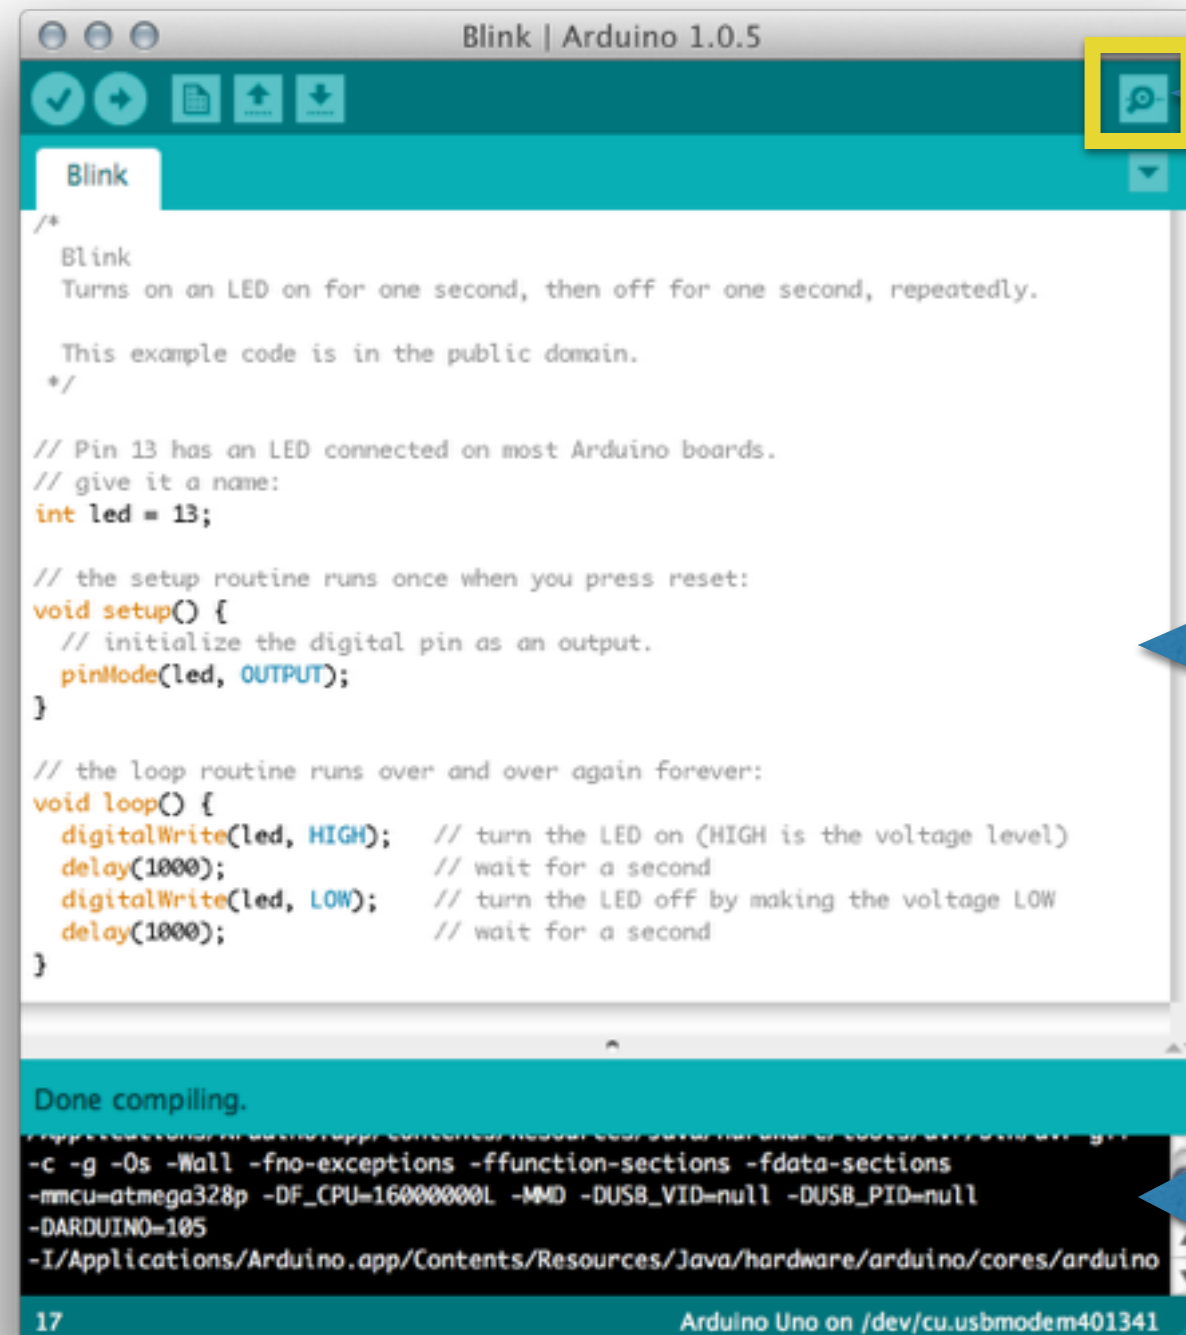 Blink | Arduino 1.0.5
Blink
/*
  Blink
  Turns on an LED on for one second, then off for one second, repeatedly.

  This example code is in the public domain.
 */

// Pin 13 has an LED connected on most Arduino boards.
// give it a name:
int led = 13;

// the setup routine runs once when you press reset:
void setup() {
  // initialize the digital pin as an output.
  pinMode(led, OUTPUT);
}

// the loop routine runs over and over again forever:
void loop() {
  digitalWrite(led, HIGH);   // turn the LED on (HIGH is the voltage level)
  delay(1000);               // wait for a second
  digitalWrite(led, LOW);    // turn the LED off by making the voltage LOW
  delay(1000);               // wait for a second
}
Done compiling.
-c -g -Os -Wall -fno-exceptions -ffunction-sections -fdata-sections
-mmcu=atmega328p -DF_CPU=16000000L -MMD -DUSB_VID=null -DUSB_PID=null
-DARDUINO=105
-I/Applications/Arduino.app/Contents/Resources/Java/hardware/arduino/cores/arduino
17
Arduino Uno on /dev/cu.usbmodem401341